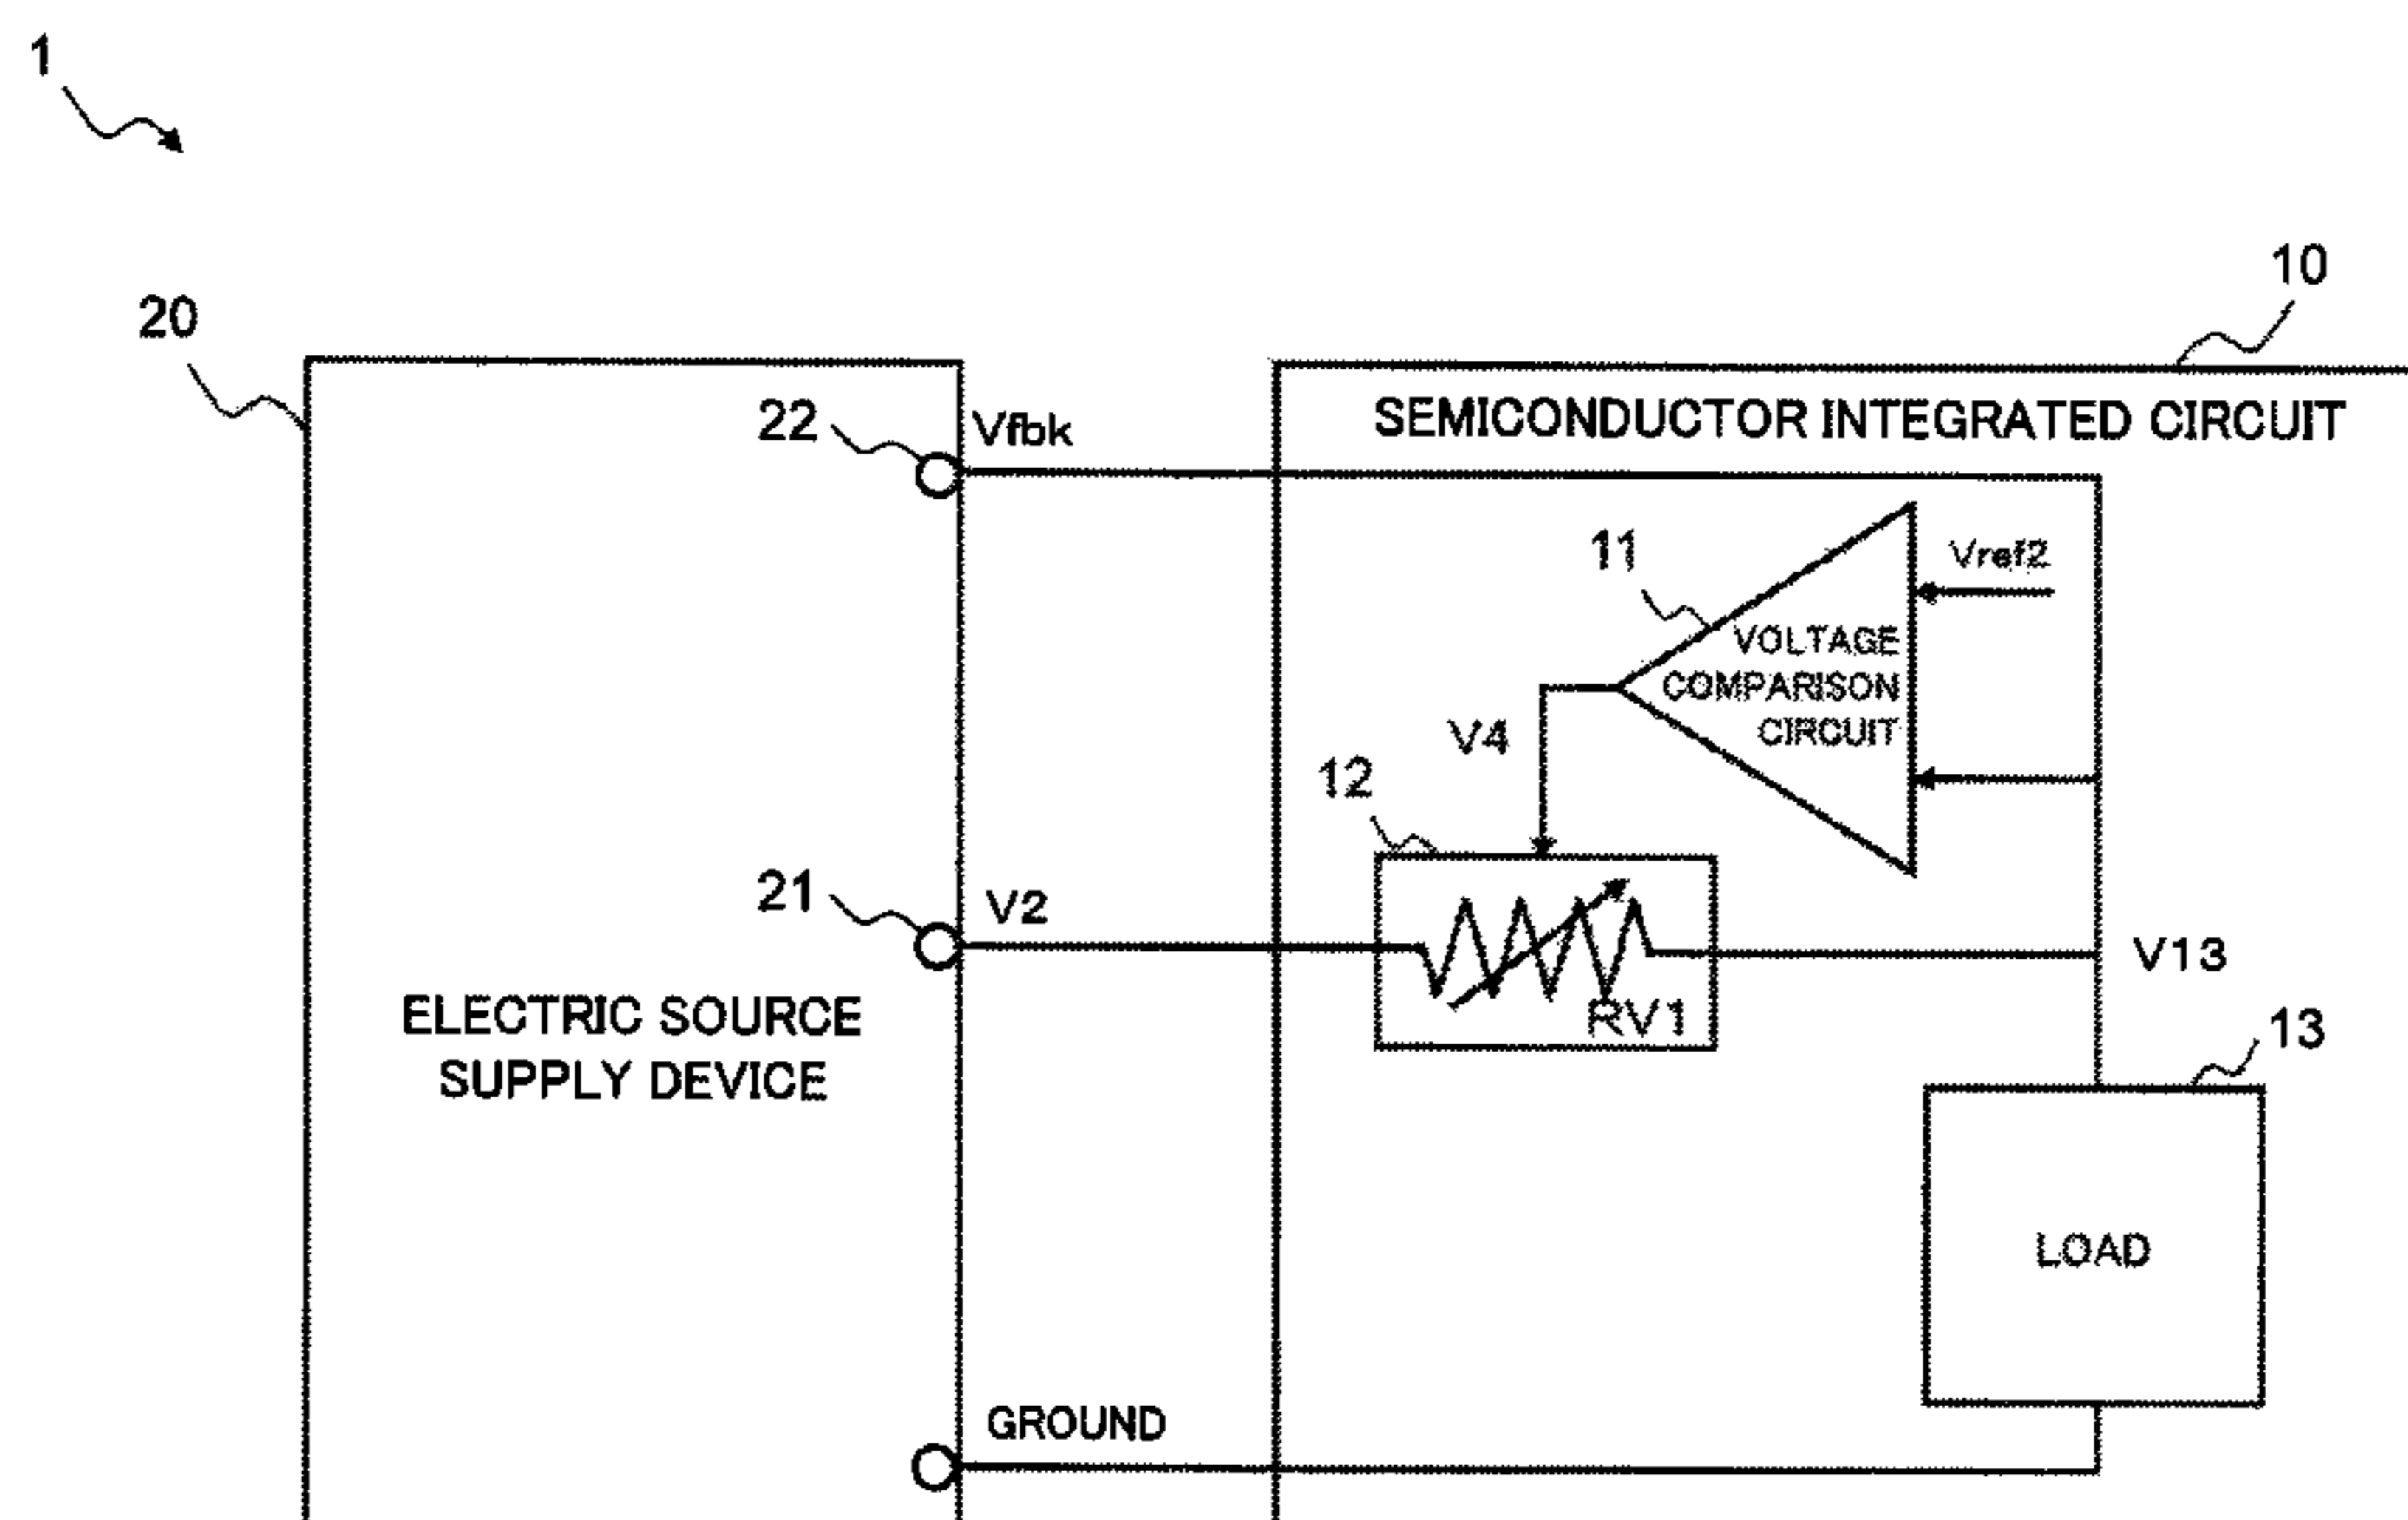 1
10
20
22
Vfbk
SEMICONDUCTOR INTEGRATED CIRCUIT
11
Vref2
VOLTAGE
COMPARISON
CIRCUIT
V4
12
21
V2
RV1
V13
ELECTRIC SOURCE
SUPPLY DEVICE
13
LOAD
GROUND